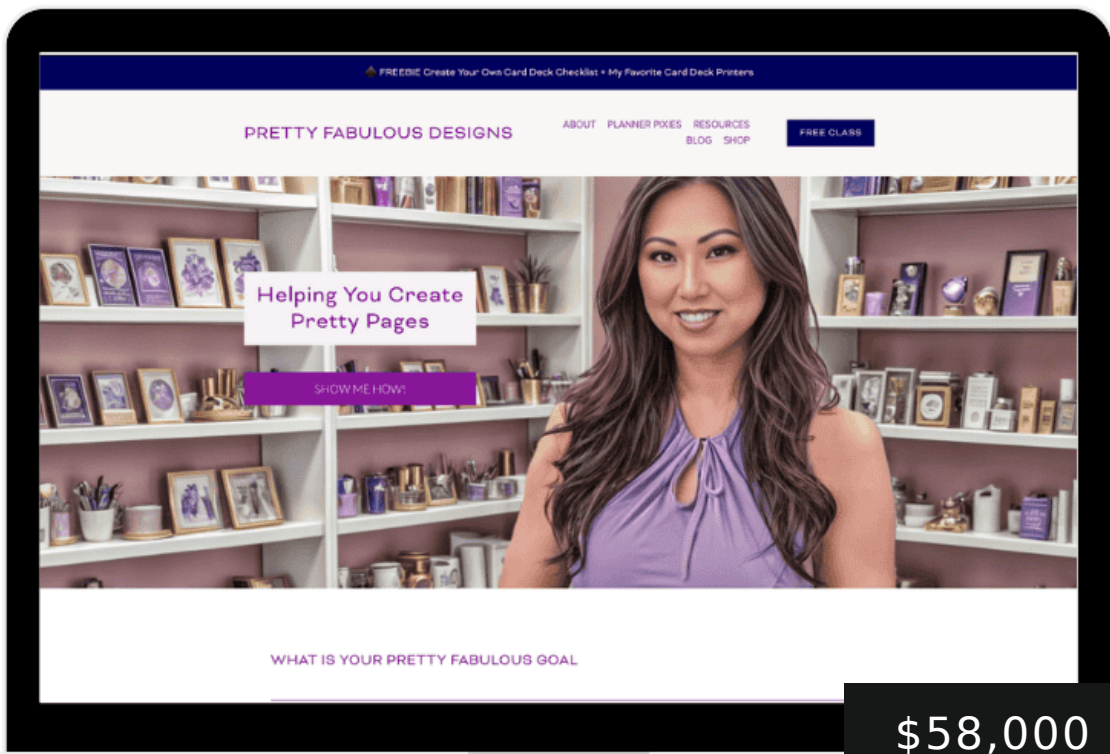 ♠ FREEBIE Create Your Own Card Deck Checklist + My Favorite Card Deck Printers
PRETTY FABULOUS DESIGNS
ABOUT PLANNER PIXIES RESOURCES
BLOG SHOP
FREE CLASS
Helping You Create
Pretty Pages
SHOW ME HOW!
WHAT IS YOUR PRETTY FABULOUS GOAL
$58,000